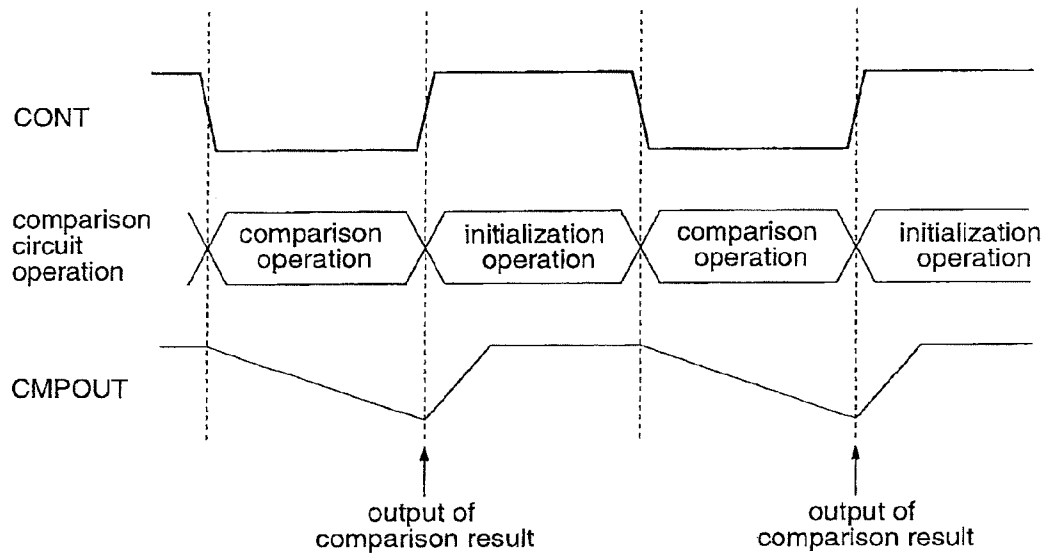 CONT
comparison
circuit
operation
comparison
operation
initialization
operation
comparison
operation
initialization
operation
CMPOUT
output of
comparison result
output of
comparison result